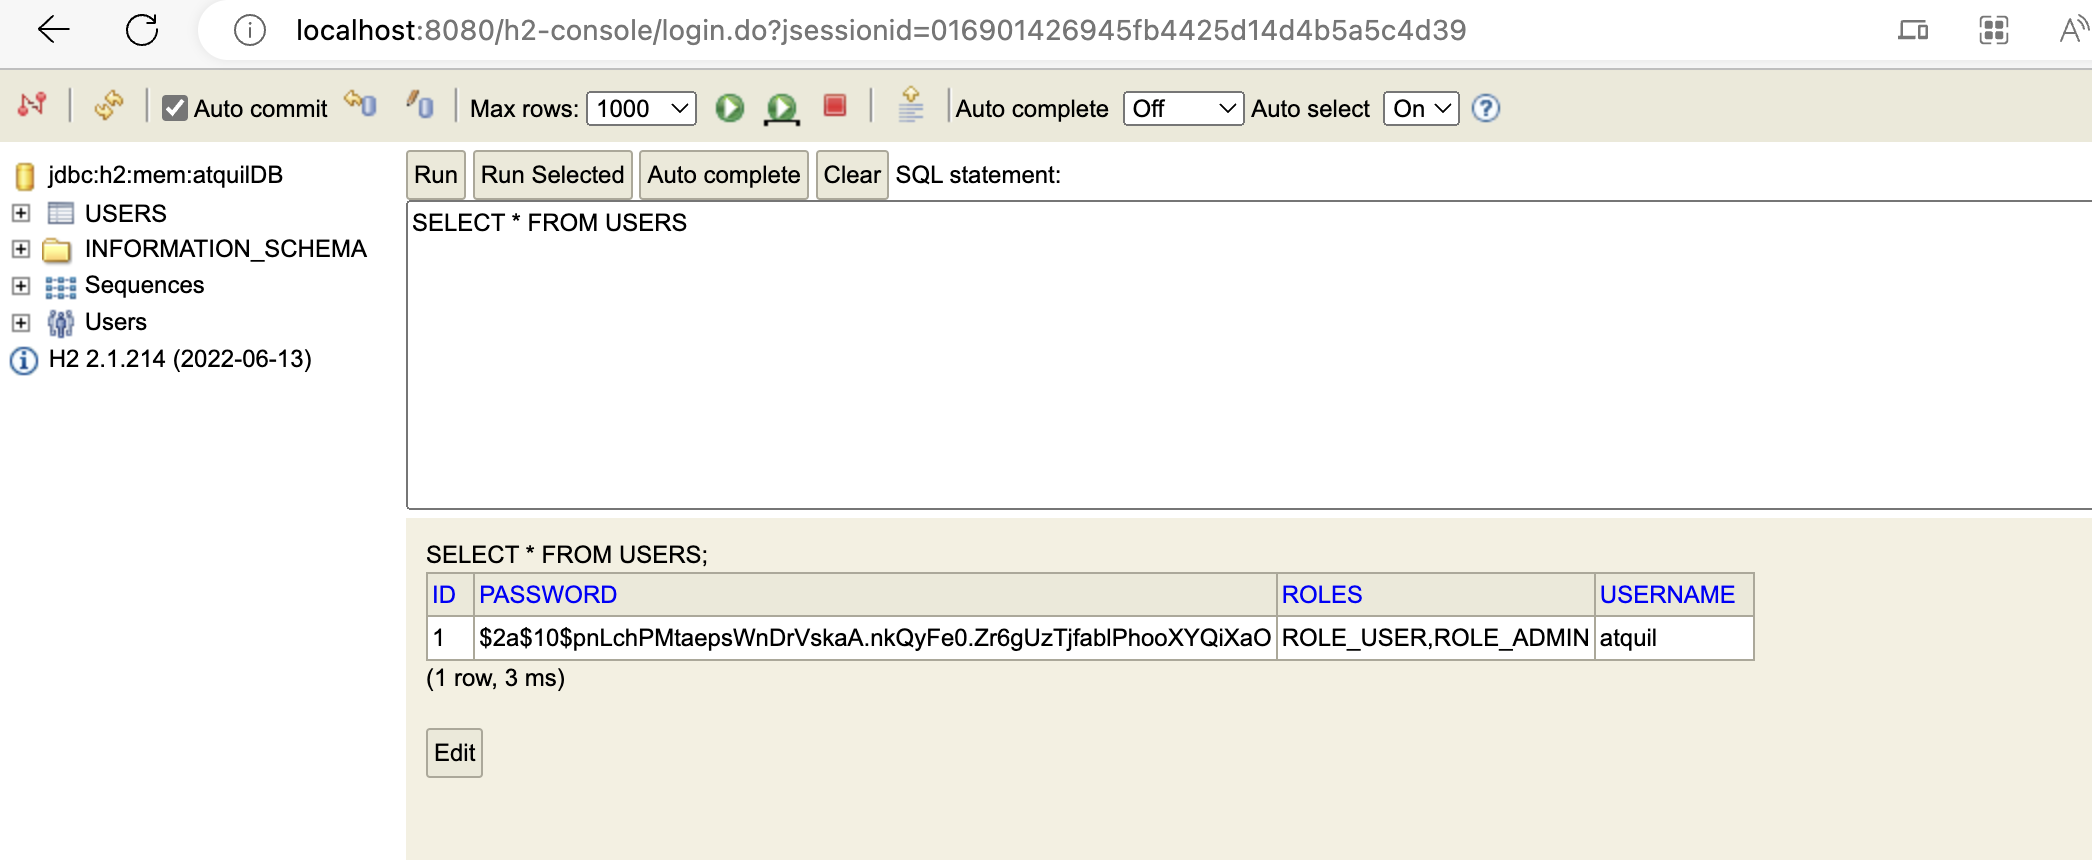 localhost:8080/h2-console/login.do?jsessionid=016901426945fb4425d14d4b5a5c4d39
Auto commit Max rows: 1000 Auto complete Off Auto select On
jdbc:h2:mem:atquilDB
USERS
INFORMATION_SCHEMA
Sequences
Users
H2 2.1.214 (2022-06-13)
Run Run Selected Auto complete Clear SQL statement:
SELECT * FROM USERS
SELECT * FROM USERS;
ID PASSWORD ROLES USERNAME
1 $2a$10$pnLchPMtaepsWnDrVskaA.nkQyFe0.Zr6gUzTjfablPhooXYQiXaO ROLE_USER,ROLE_ADMIN atquil
(1 row, 3 ms)
Edit